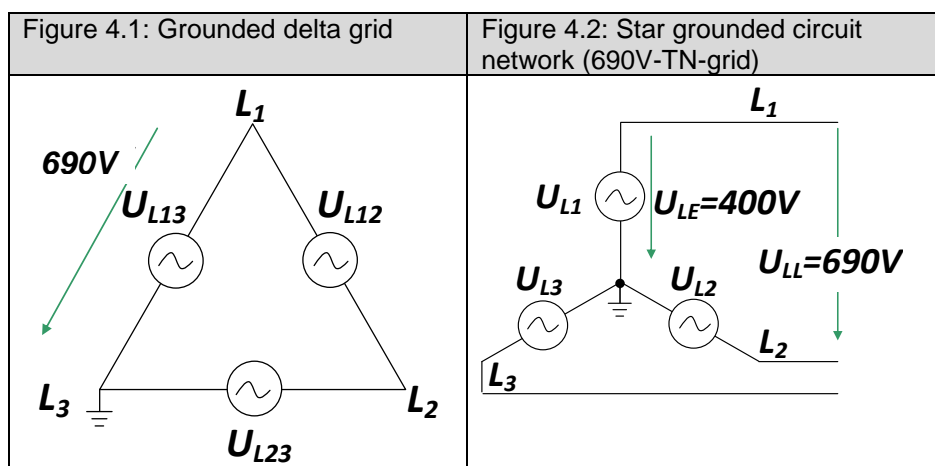 Figure 4.1: Grounded delta grid
Figure 4.2: Star grounded circuit
network (690V-TN-grid)
L1
690V
UL13
UL12
L3
L2
UL23
L1
UL1
ULE=400V
ULL=690V
UL3
UL2
L2
L3